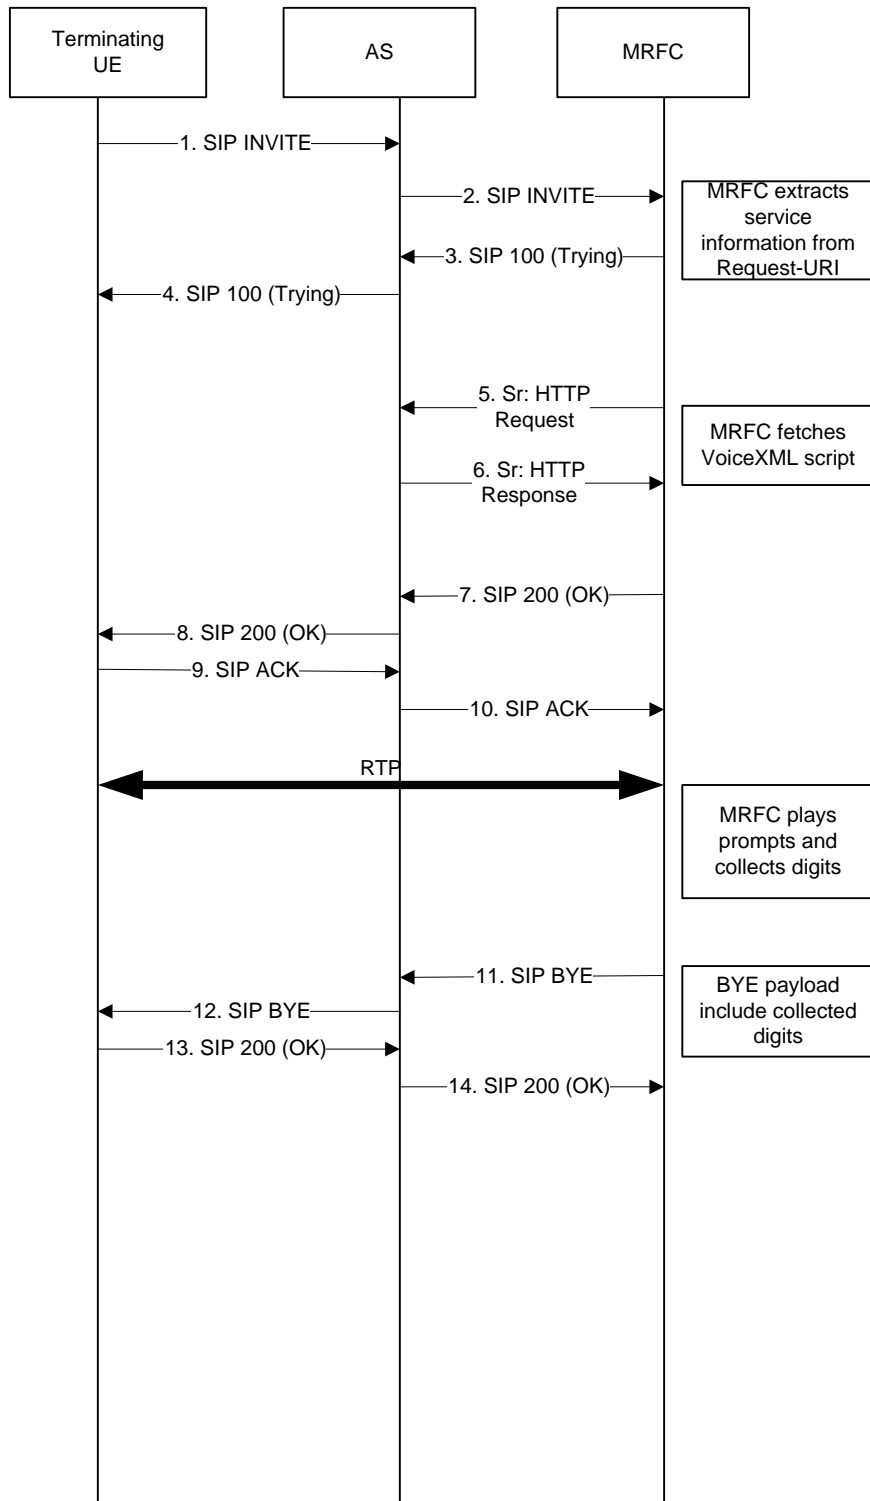 Terminating
UE
AS
MRFC
1. SIP INVITE
2. SIP INVITE
MRFC extracts
service
information from
Request-URI
3. SIP 100 (Trying)
4. SIP 100 (Trying)
5. Sr: HTTP
Request
MRFC fetches
VoiceXML script
6. Sr: HTTP
Response
7. SIP 200 (OK)
8. SIP 200 (OK)
9. SIP ACK
10. SIP ACK
RTP
MRFC plays
prompts and
collects digits
11. SIP BYE
BYE payload
include collected
digits
12. SIP BYE
13. SIP 200 (OK)
14. SIP 200 (OK)